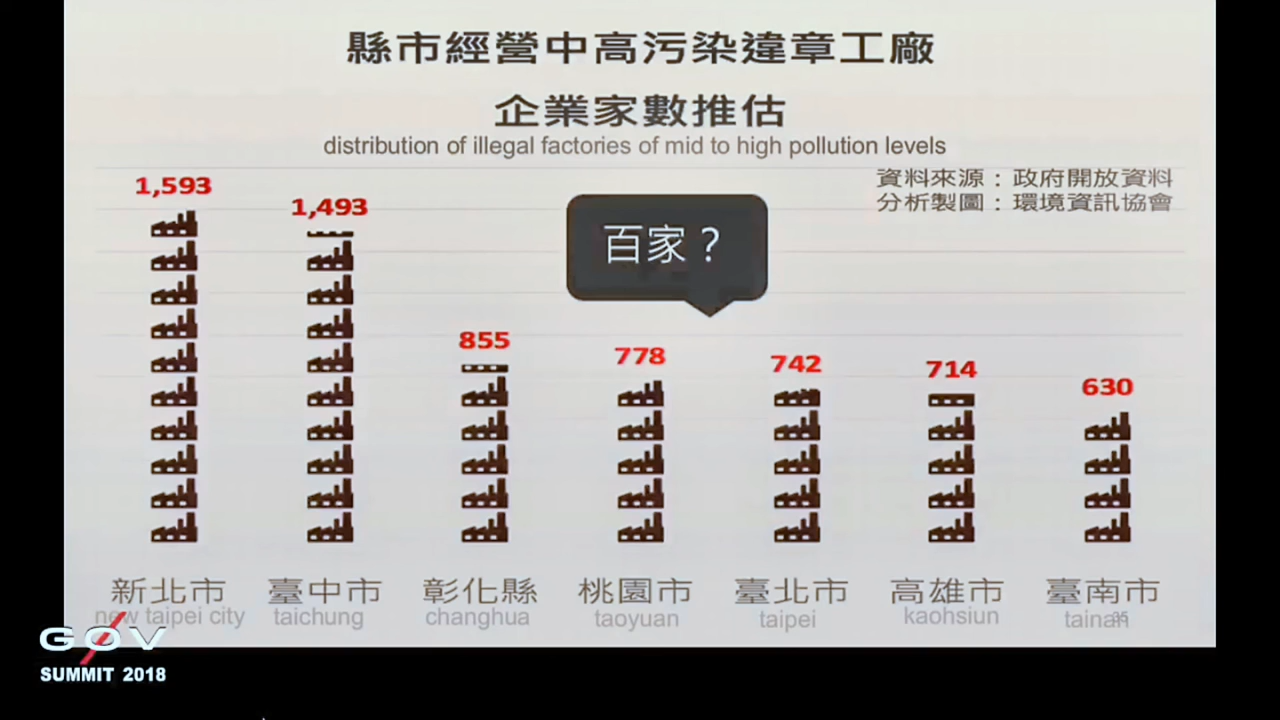 縣市經營中高污染違章工廠
企業家數推估
distribution of illegal factories of mid to high pollution levels
資料來源：政府開放資料
分析製圖：環境資訊協會
百家？
1,593
1,493
855
778
742
714
630
新北市
臺中市
彰化縣
桃園市
臺北市
高雄市
臺南市
new taipei city
taichung
changhua
taoyuan
taipei
kaohsiun
tainan
G0V
SUMMIT 2018